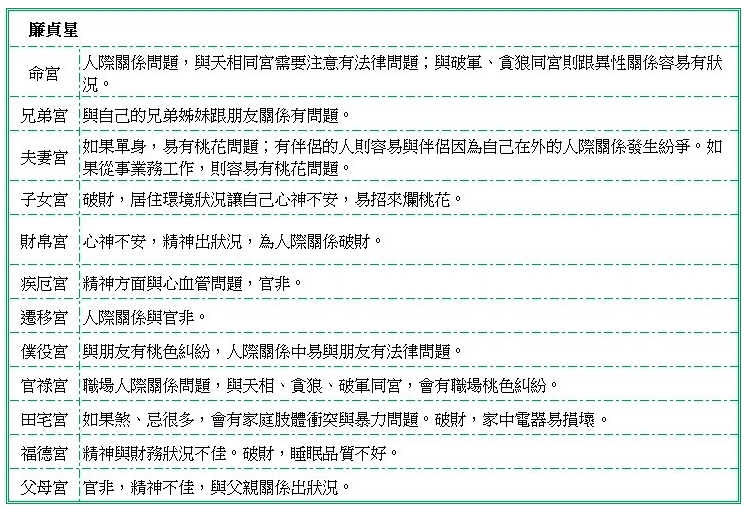 廉貞星
命宮 人際關係問題，與天相同宮需要注意有法律問題；與破軍、貪狼同宮則跟異性關係容易有狀
況。
兄弟宮 與自己的兄弟姊妹跟朋友關係有問題。
夫妻宮 如果單身，易有桃花問題；有伴侶的人則容易與伴侶因為自己在外的人際關係發生紛爭。如
果從事業務工作，則容易有桃花問題。
子女宮 破財，居住環境狀況讓自己心神不安，易招來爛桃花。
財帛宮 心神不安，精神出狀況，為人際關係破財。
疾厄宮 精神方面與心血管問題，官非。
遷移宮 人際關係與官非。
僕役宮 與朋友有桃色糾紛，人際關係中易與朋友有法律問題。
官祿宮 職場人際關係問題，與天相、貪狼、破軍同宮，會有職場桃色糾紛。
田宅宮 如果煞、忌很多，會有家庭肢體衝突與暴力問題。破財，家中電器易損壞。
福德宮 精神與財務狀況不佳。破財，睡眠品質不好。
父母宮 官非，精神不佳，與父親關係出狀況。